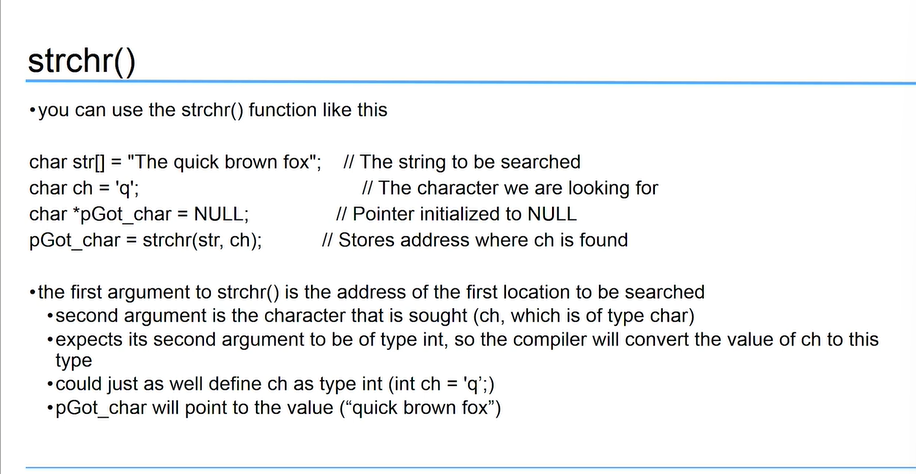 strchr()
•you can use the strchr() function like this
char str[] = "The quick brown fox"; // The string to be searched
char ch = 'q'; // The character we are looking for
char *pGot_char = NULL; // Pointer initialized to NULL
pGot_char = strchr(str, ch); // Stores address where ch is found
•the first argument to strchr() is the address of the first location to be searched
•second argument is the character that is sought (ch, which is of type char)
•expects its second argument to be of type int, so the compiler will convert the value of ch to this
type
•could just as well define ch as type int (int ch = 'q’;)
•pGot_char will point to the value (“quick brown fox”)